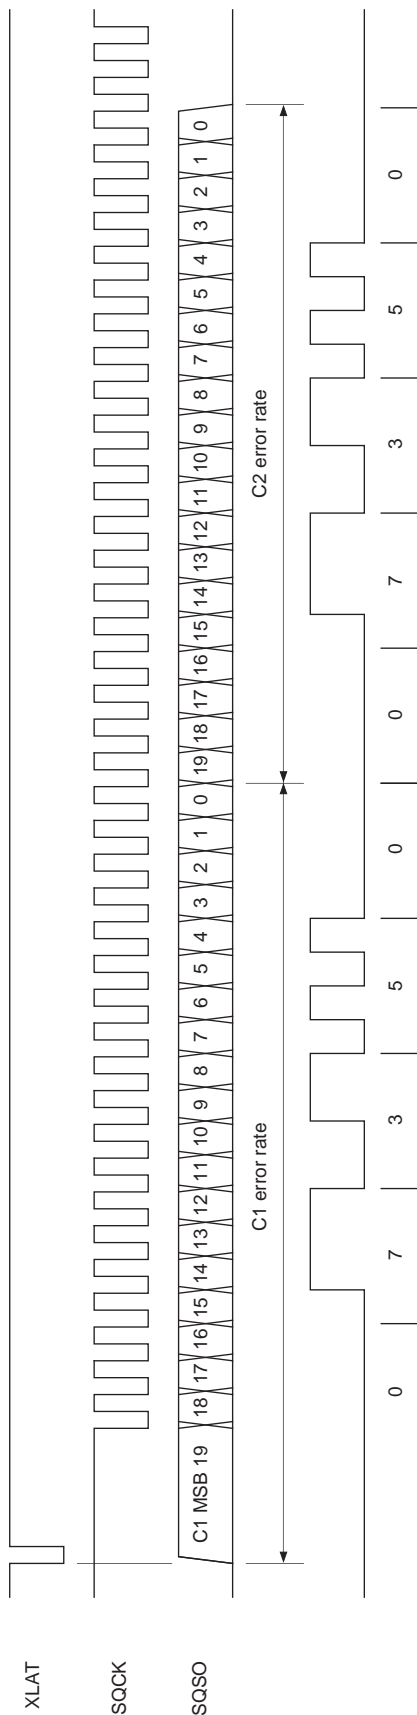 XLAT
SQCK
SQSO
C1 MSB 19 18 17 16 15 14 13 12 11 10 9 8 7 6 5 4 3 2 1 0 19 18 17 16 15 14 13 12 11 10 9 8 7 6 5 4 3 2 1 0
C1 error rate C2 error rate
0 7 3 5 0 0 7 3 5 0